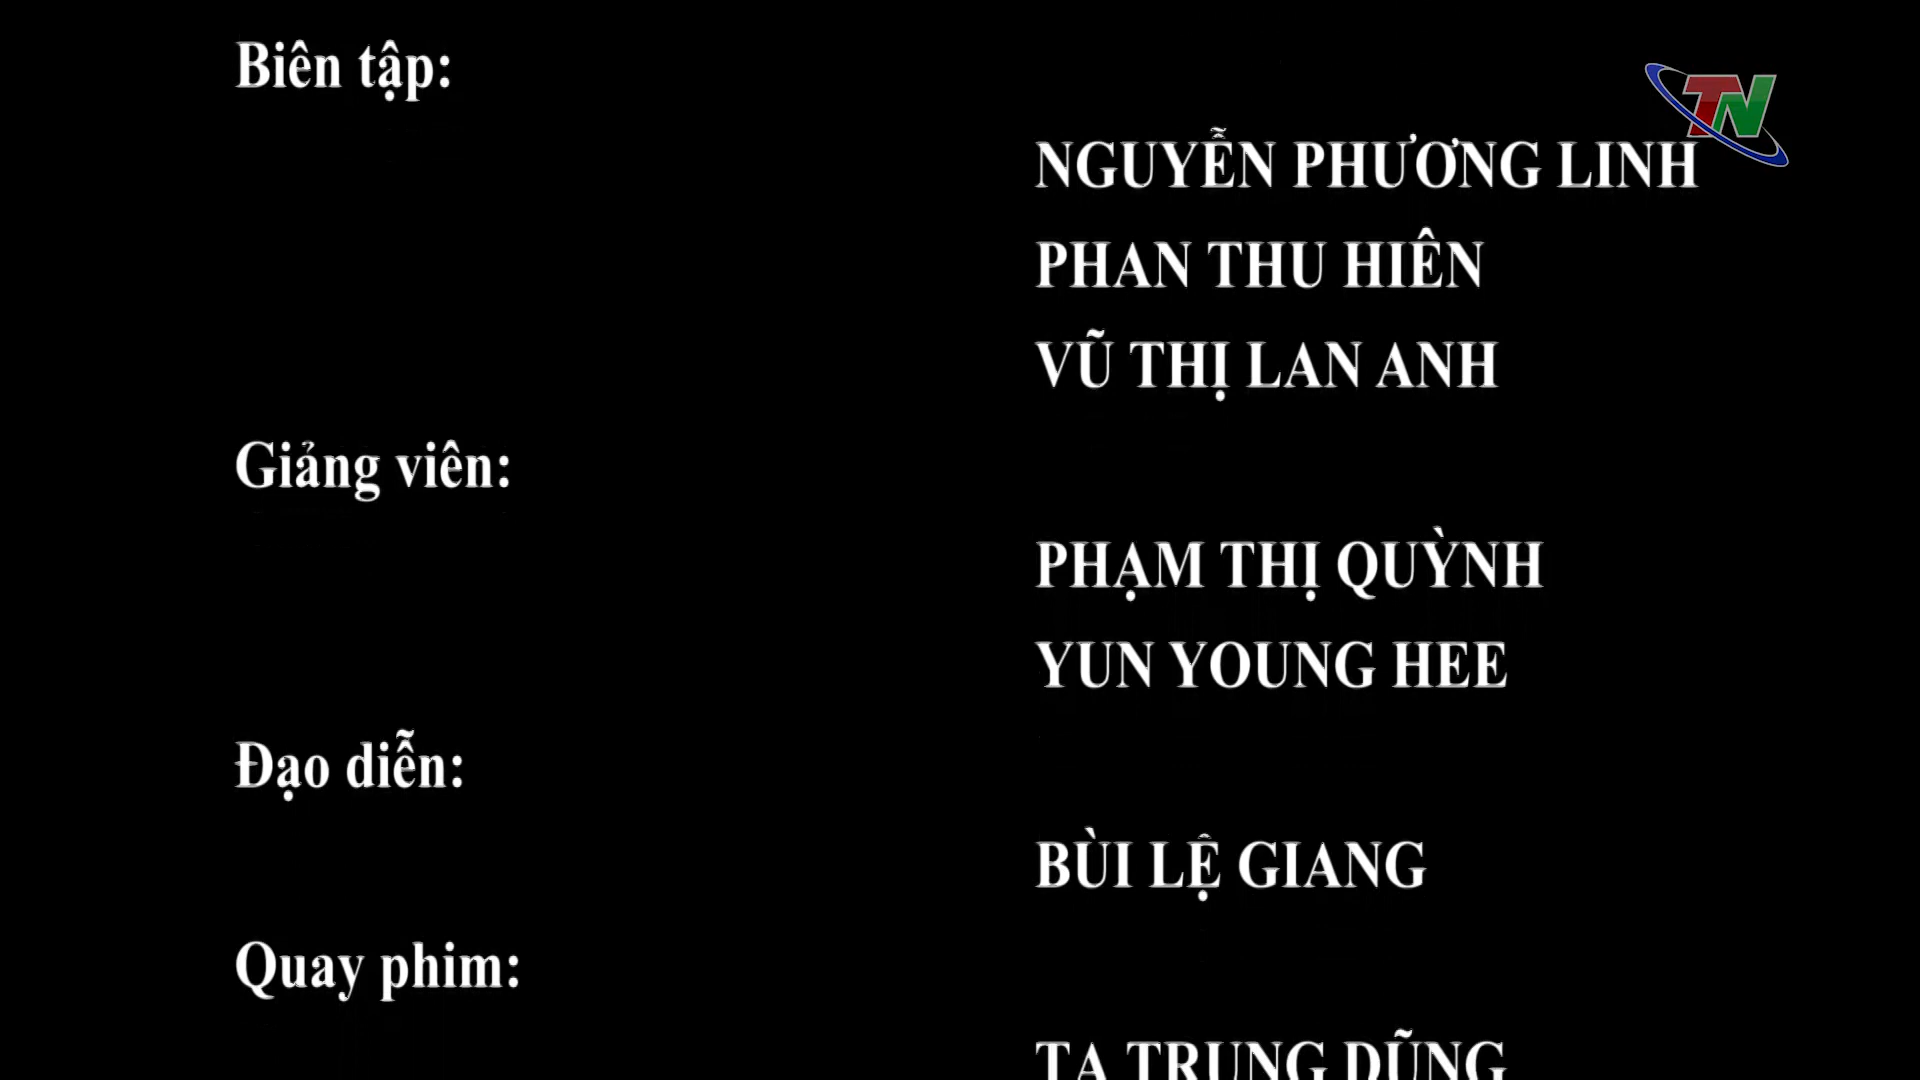 Biên tập:
TN
NGUYỄN PHƯƠNG LINH
PHAN THU HIÊN
VŨ THỊ LAN ANH
Giảng viên:
PHẠM THỊ QUỲNH
YUN YOUNG HEE
Đạo diễn:
BÙI LỆ GIANG
Quay phim:
TRUNG DŨNG